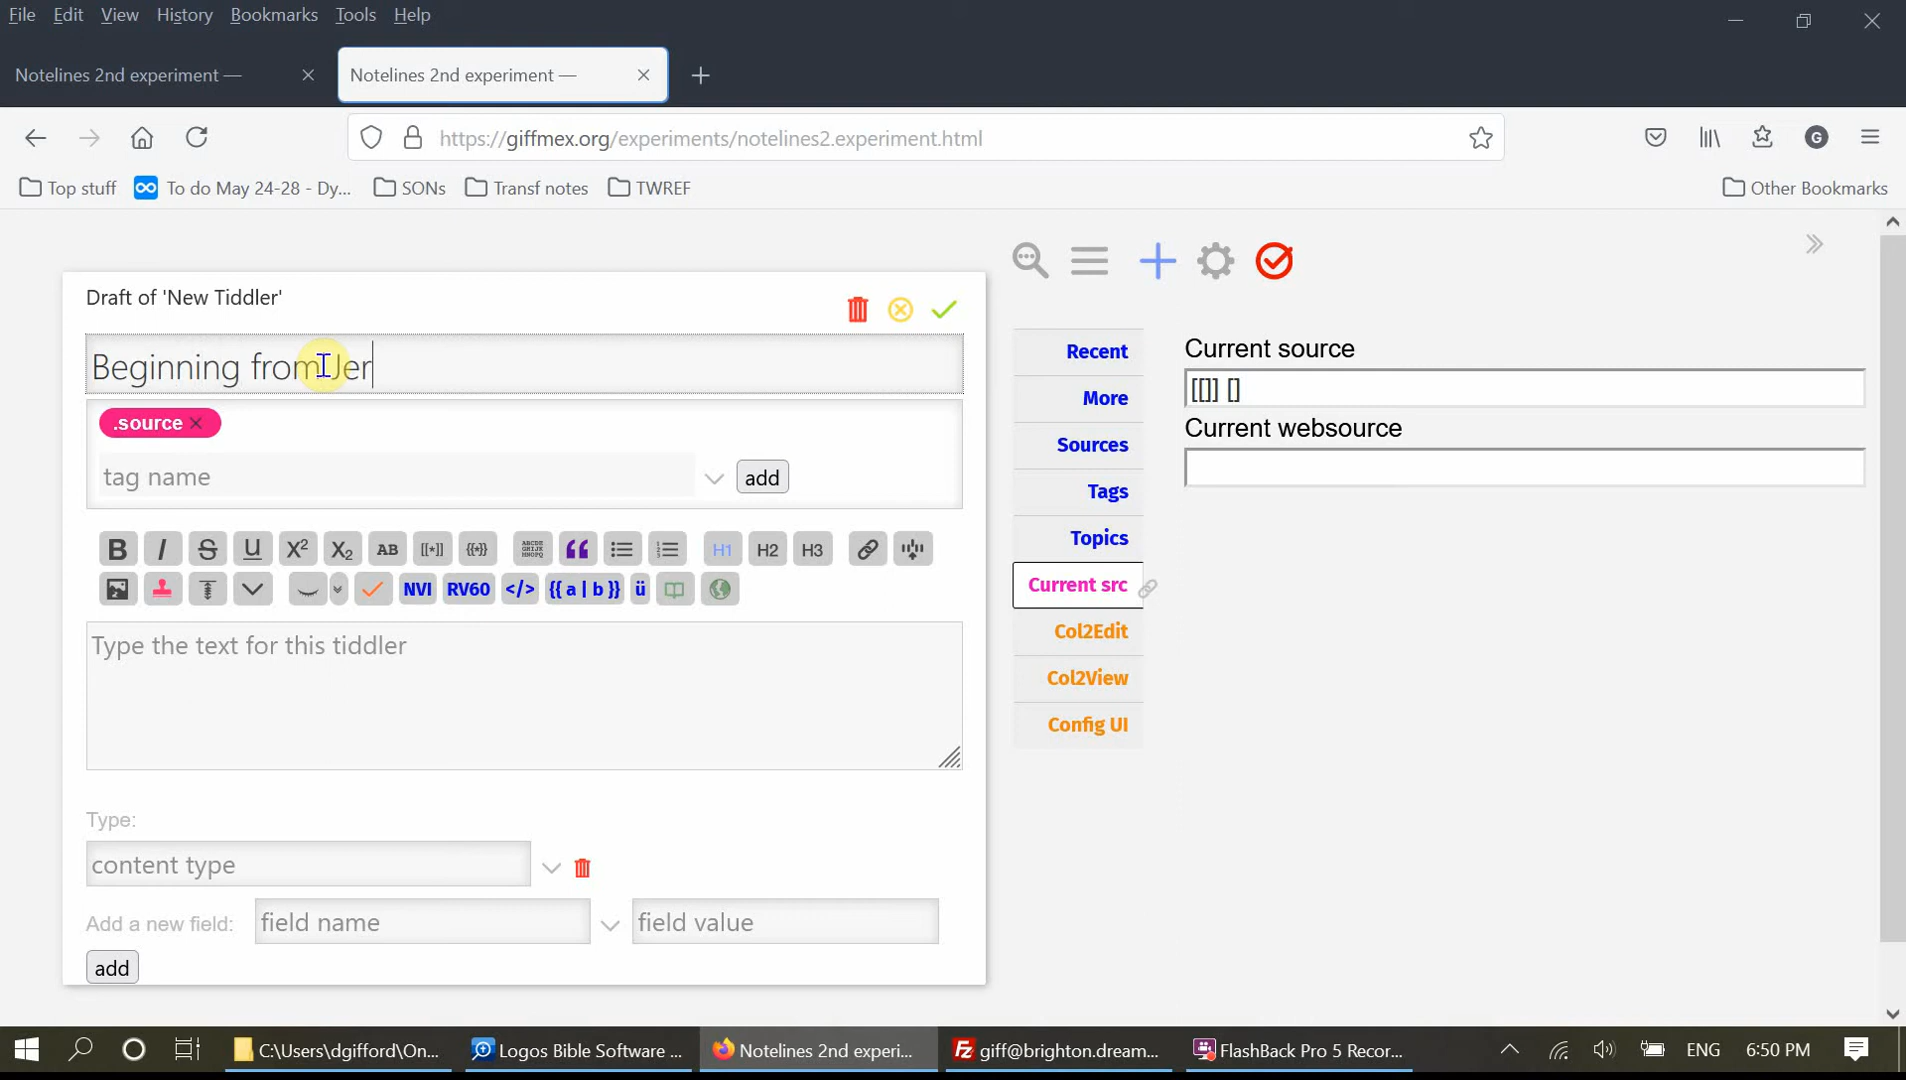 File Edit View History Bookmarks Tools Help
Notelines 2nd experiment —
Notelines 2nd experiment —
https://giffmex.org/experiments/notelines2.experiment.html
G
Top stuff
To do May 24-28 - Dy...
SONs
Transf notes
TWREF
Other Bookmarks
Draft of 'New Tiddler'
Beginning from Jer
.source
tag name
add
B I S U X² X₂ AB [[*]] {{*}} H1 H2 H3
NVI RV60 </> {{ a | b }} ü
Type the text for this tiddler
Type:
content type
Add a new field:
field name
field value
add
Recent
More
Sources
Tags
Topics
Current src
Col2Edit
Col2View
Config UI
Current source
[[]] []
Current websource
C:\Users\dgifford\On...
Logos Bible Software ...
Notelines 2nd experi...
giff@brighton.dream...
FlashBack Pro 5 Recor...
ENG
6:50 PM